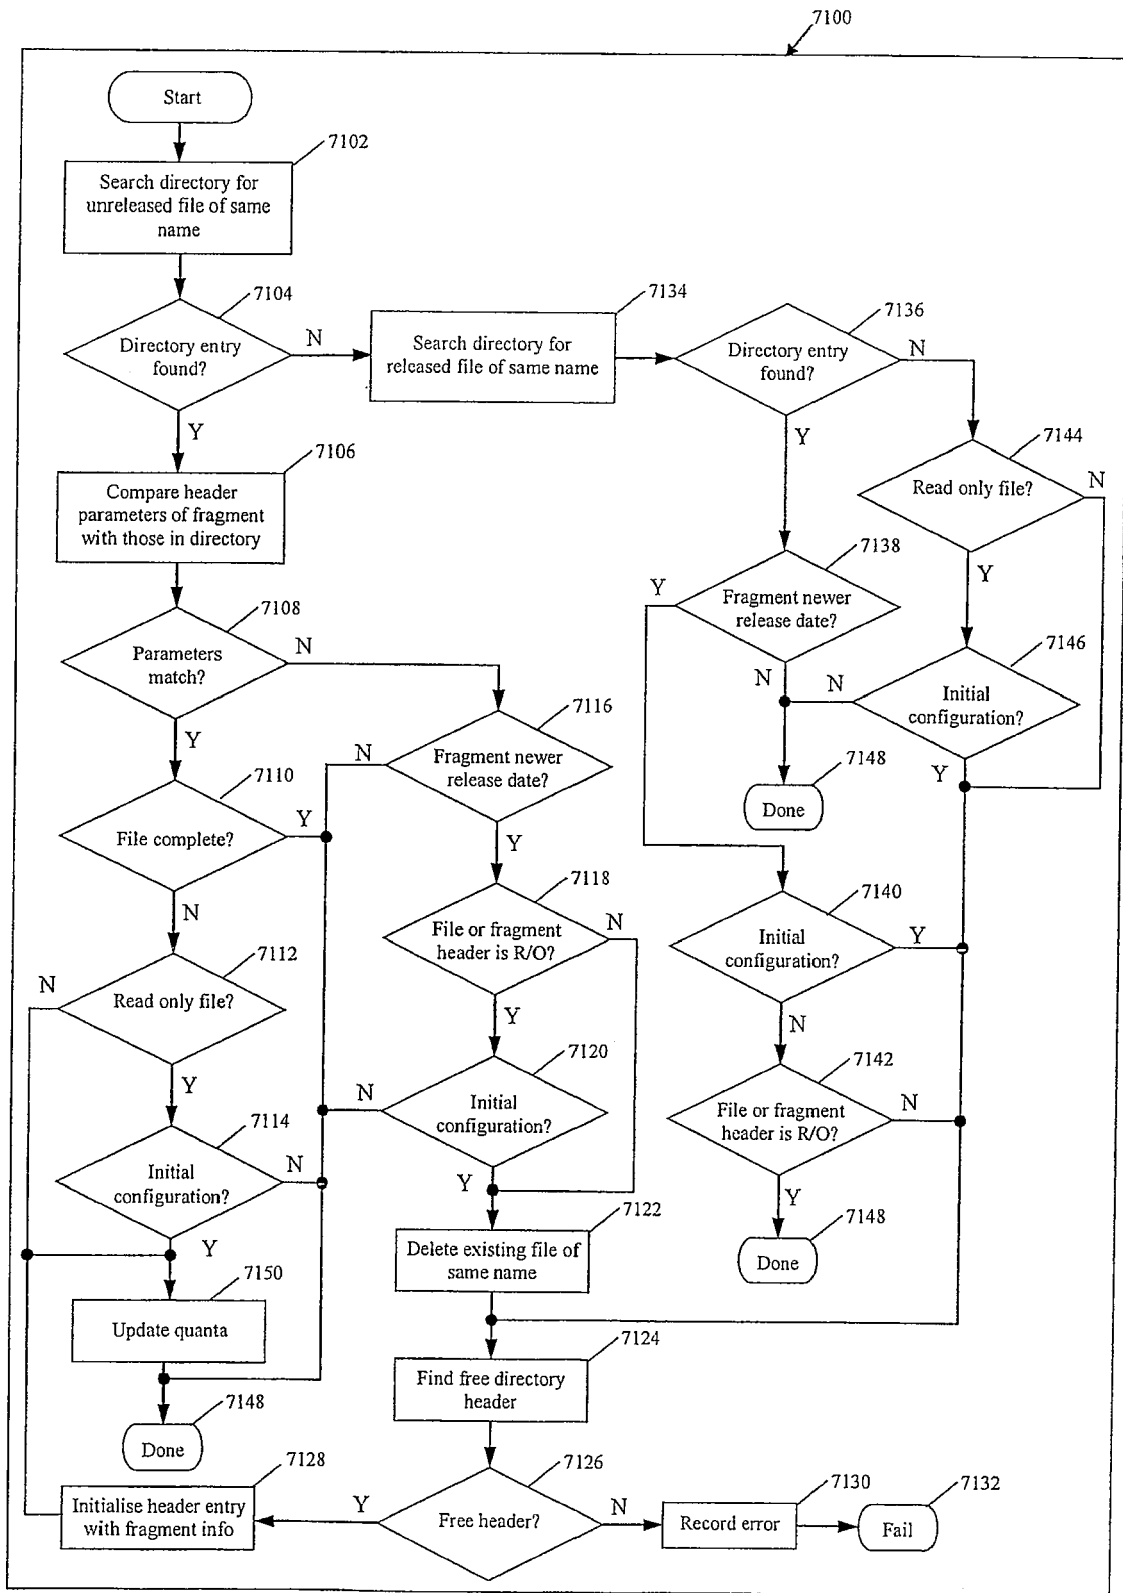 7100
Start
7102
Search directory for
unreleased file of same
name
7104
Directory entry
found?
N
Y
7134
Search directory for
released file of same name
7136
Directory entry
found?
N
Y
7144
Read only file?
N
Y
7106
Compare header
parameters of fragment
with those in directory
7138
Fragment newer
release date?
Y
N
7108
Parameters
match?
N
Y
7146
Initial
configuration?
N
Y
7116
Fragment newer
release date?
N
Y
7148
Done
7110
File complete?
Y
N
7118
File or fragment
header is R/O?
N
Y
7140
Initial
configuration?
Y
N
7112
Read only file?
N
Y
7120
Initial
configuration?
N
Y
7142
File or fragment
header is R/O?
N
Y
7114
Initial
configuration?
N
Y
7122
Delete existing file of
same name
7148
Done
7150
Update quanta
7124
Find free directory
header
7148
Done
7128
Initialise header entry
with fragment info
7126
Free header?
Y
N
7130
Record error
7132
Fail